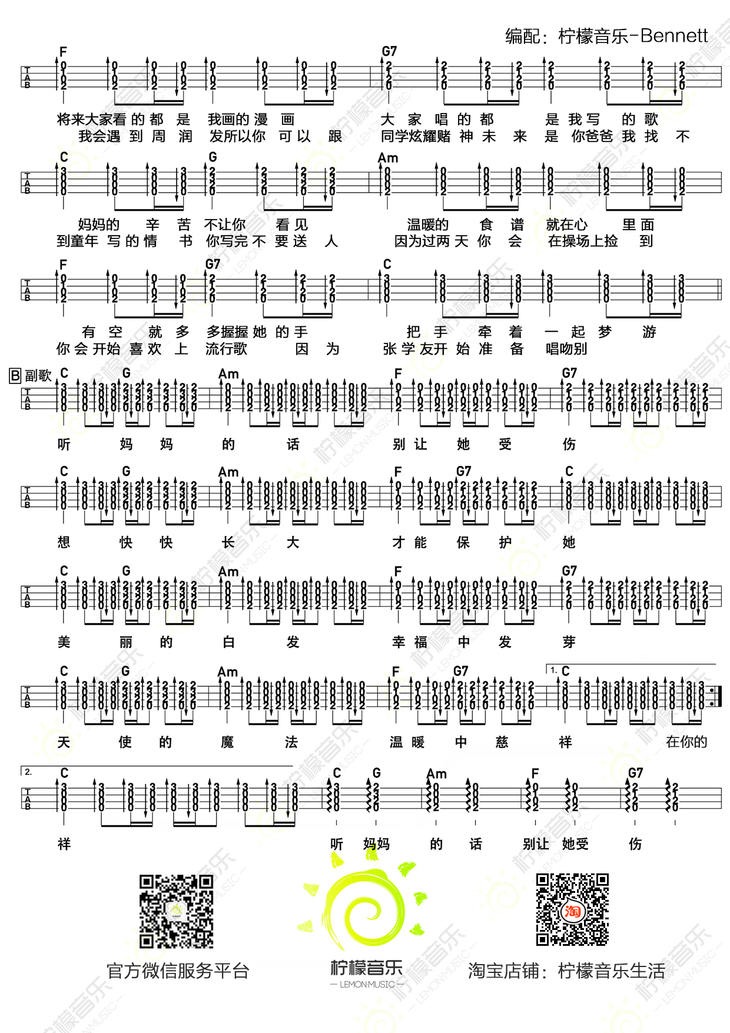 编配：柠檬音乐-Bennett
F G7
将来大家看的都是我画的漫画 大家唱的都是我写的歌
我会遇到周润发所以你可以跟同学炫耀赌神未来是你爸爸我找不
C G Am
妈妈的辛苦不让你看见 温暖的食谱就在心里面
到童年写的情书你写完不要送人 因为过两天你会在操场上捡到
F G7 C
有空就多多握握她的手 把手牵着一起梦游
你会开始喜欢上流行歌 因为张学友开始准备唱吻别
B 副歌 C G Am F G7
听妈妈的话 别让她受伤
C G Am F G7 C
想快快长大 才能保护她
C G Am F G7
美丽的白发 幸福中发芽
C G Am F G7 1. C
天使的魔法 温暖中慈祥 在你的
2. C C G Am F G7
祥 听妈妈的话 别让她受伤
官方微信服务平台
柠檬音乐
LEMON MUSIC
淘
淘宝店铺：柠檬音乐生活